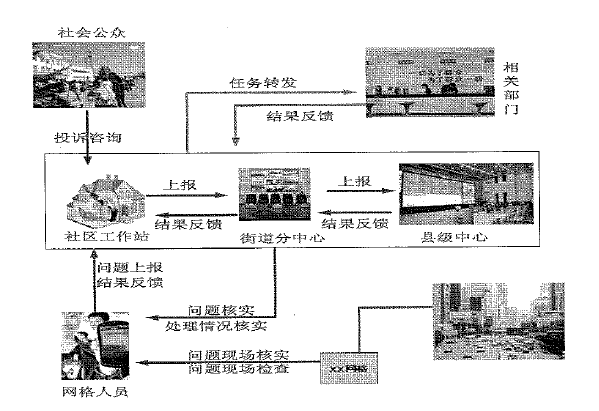 社会公众
相关部门
任务转发
结果反馈
投诉咨询
上报
上报
结果反馈
结果反馈
社区工作站
街道分中心
县级中心
问题上报
结果反馈
问题核实
处理情况核实
问题现场核实
问题现场检查
网格人员